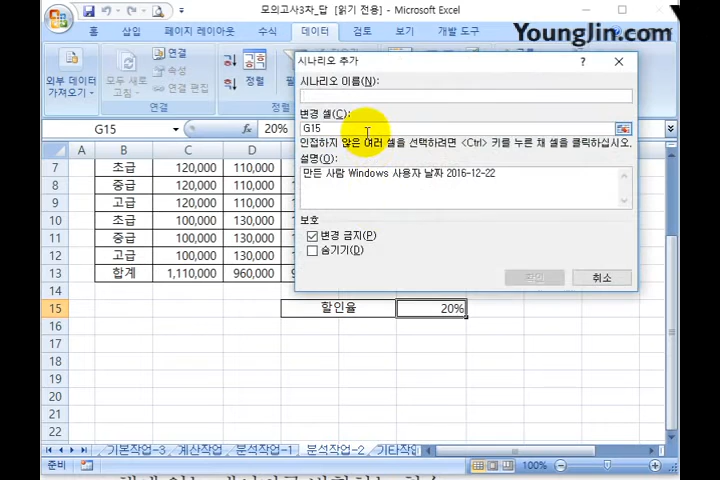 모의고사3차_답 [읽기 전용] - Microsoft Excel
YoungJin.com
홈 삽입 페이지 레이아웃 수식 데이터 검토 보기 개발 도구
외부 데이터 가져오기
모두 새로 고침
연결
속성
연결 편집
연결
정렬
G15 fx 20%
A B C D
7 초급 120,000 110,000
8 중급 120,000 110,000
9 고급 120,000 110,000
10 초급 100,000 130,000
11 중급 100,000 130,000
12 고급 100,000 130,000
13 합계 1,110,000 960,000
14
15 할인율 20%
16
17
18
19
20
21
22
시나리오 추가
시나리오 이름(N):
변경 셀(C):
G15
인접하지 않은 여러 셀을 선택하려면 <Ctrl> 키를 누른 채 셀을 클릭하십시오.
설명(O):
만든 사람 Windows 사용자 날짜 2016-12-22
보호
변경 금지(P)
숨기기(D)
확인 취소
기본작업-3 계산작업 분석작업-1 분석작업-2 기타작업
준비 100%